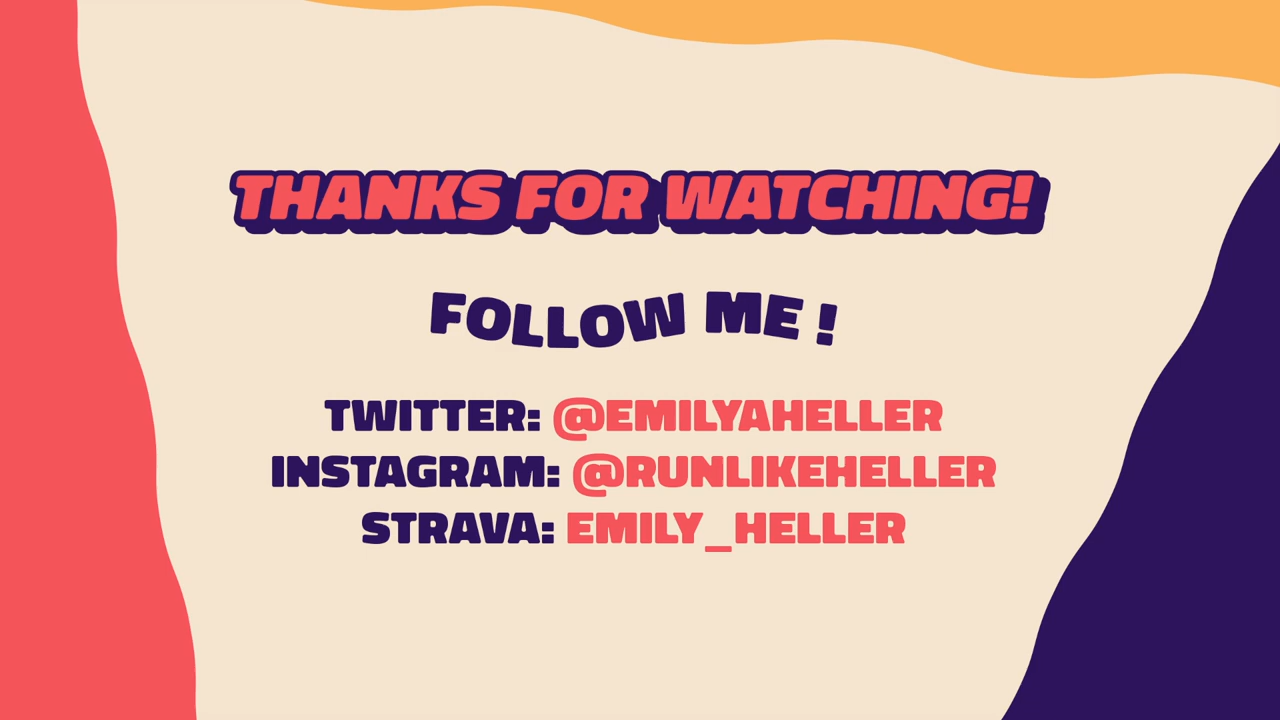 THANKS FOR WATCHING!
FOLLOW ME !
TWITTER: @EMILYAHELLER
INSTAGRAM: @RUNLIKEHELLER
STRAVA: EMILY_HELLER